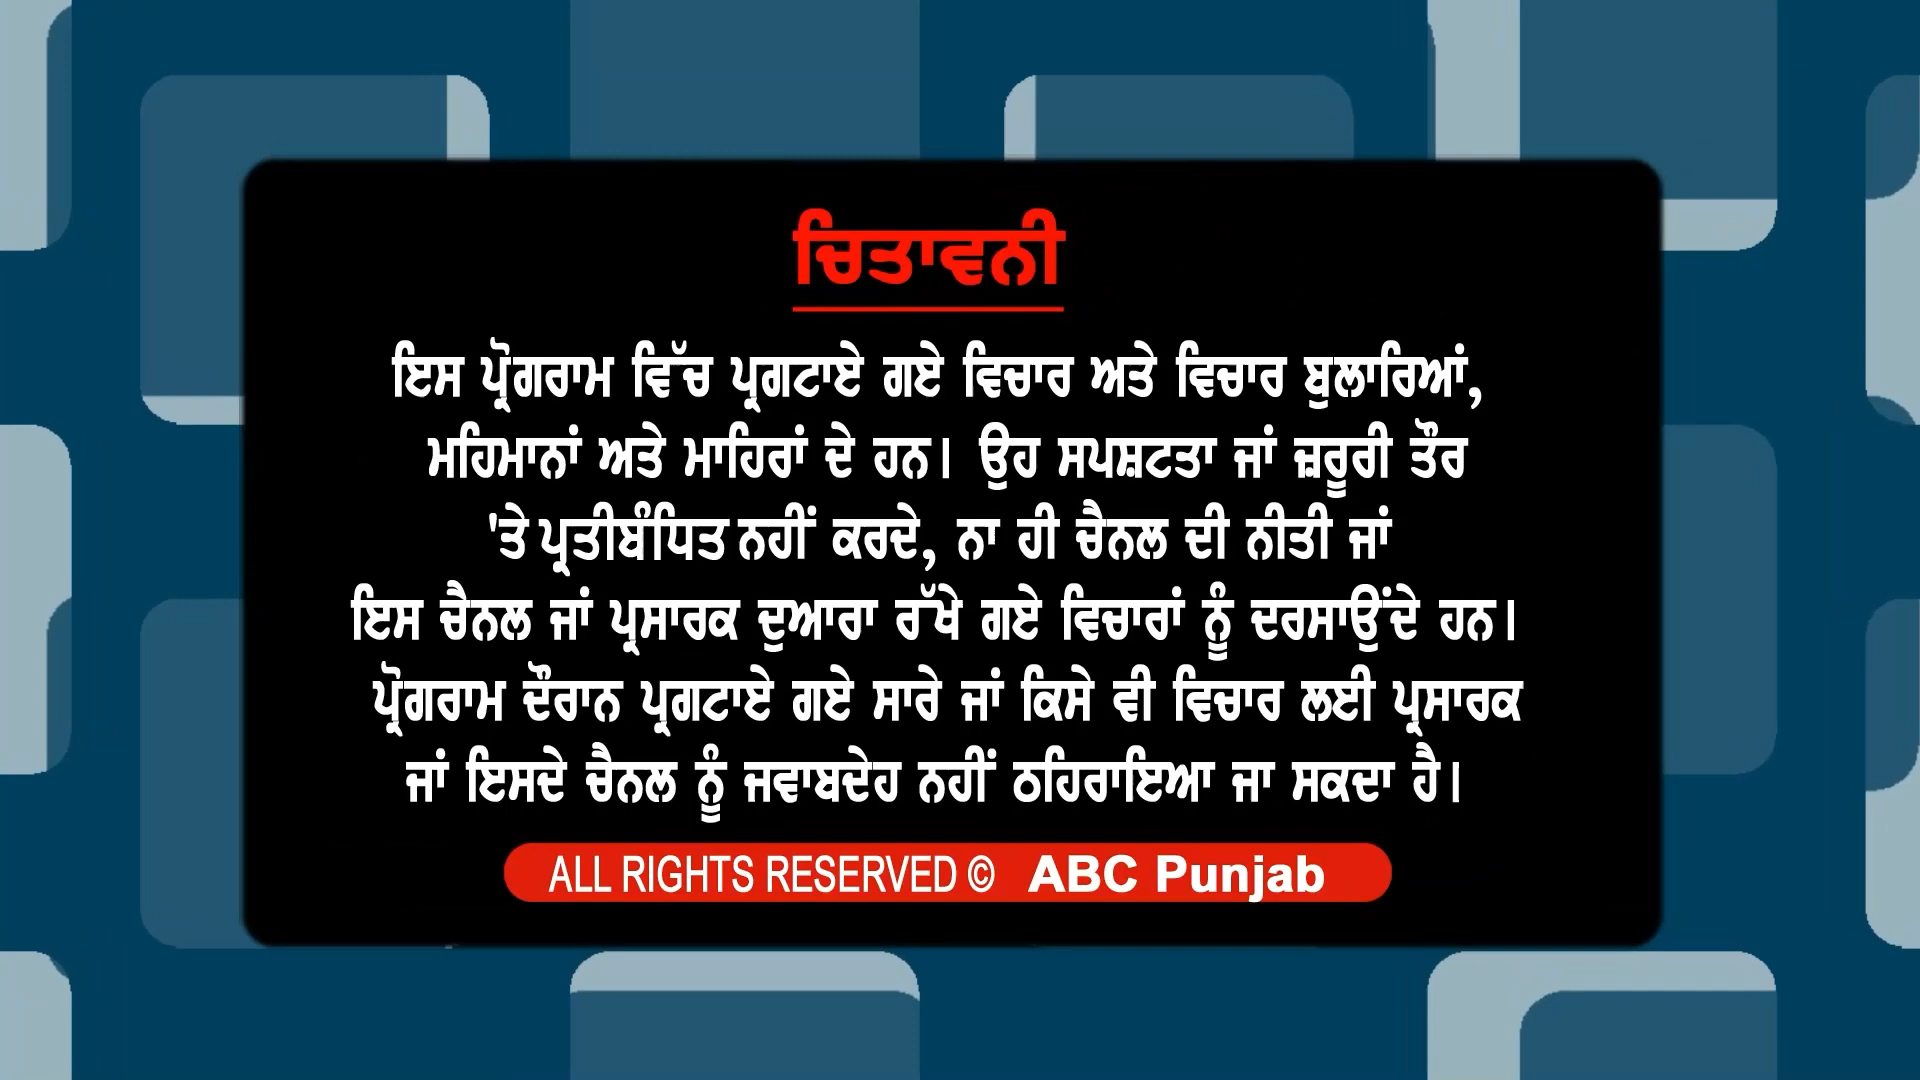 ਚਿਤਾਵਨੀ
ਇਸ ਪ੍ਰੋਗਰਾਮ ਵਿੱਚ ਪ੍ਰਗਟਾਏ ਗਏ ਵਿਚਾਰ ਅਤੇ ਵਿਚਾਰ ਬੁਲਾਰਿਆਂ,
ਮਹਿਮਾਨਾਂ ਅਤੇ ਮਾਹਿਰਾਂ ਦੇ ਹਨ। ਉਹ ਸਪਸ਼ਟਤਾ ਜਾਂ ਜ਼ਰੂਰੀ ਤੌਰ
'ਤੇ ਪ੍ਰਤੀਬੰਧਿਤ ਨਹੀਂ ਕਰਦੇ, ਨਾ ਹੀ ਚੈਨਲ ਦੀ ਨੀਤੀ ਜਾਂ
ਇਸ ਚੈਨਲ ਜਾਂ ਪ੍ਰਸਾਰਕ ਦੁਆਰਾ ਰੱਖੇ ਗਏ ਵਿਚਾਰਾਂ ਨੂੰ ਦਰਸਾਉਂਦੇ ਹਨ।
ਪ੍ਰੋਗਰਾਮ ਦੌਰਾਨ ਪ੍ਰਗਟਾਏ ਗਏ ਸਾਰੇ ਜਾਂ ਕਿਸੇ ਵੀ ਵਿਚਾਰ ਲਈ ਪ੍ਰਸਾਰਕ
ਜਾਂ ਇਸਦੇ ਚੈਨਲ ਨੂੰ ਜਵਾਬਦੇਹ ਨਹੀਂ ਠਹਿਰਾਇਆ ਜਾ ਸਕਦਾ ਹੈ।
ALL RIGHTS RESERVED © ABC Punjab